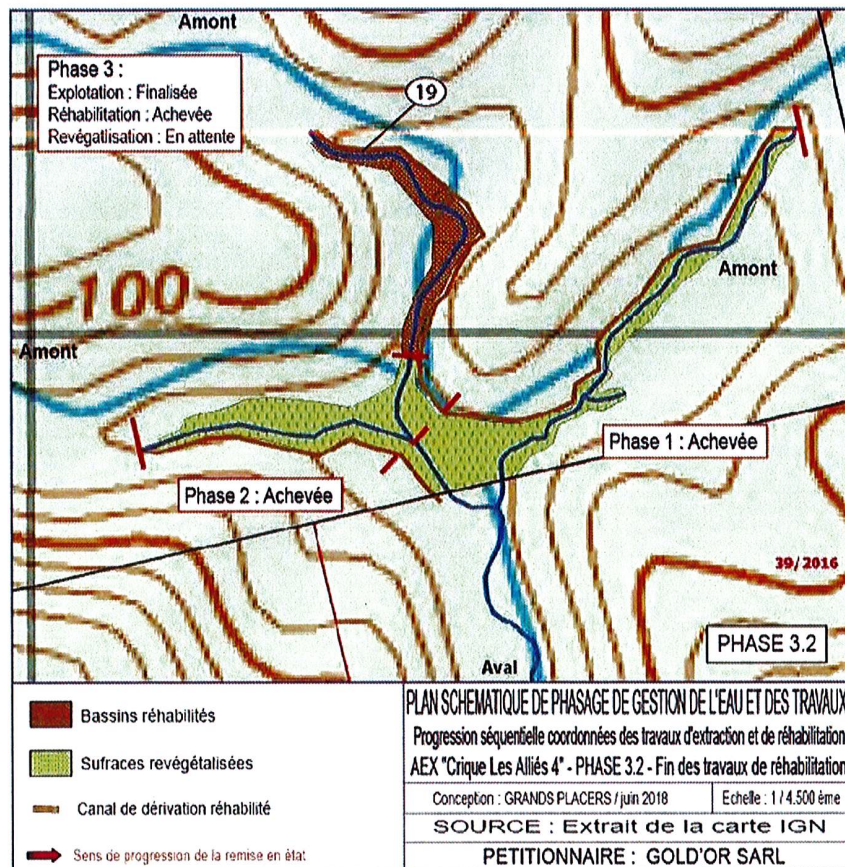 Amont
Phase 3 :
Explotation : Finalisée
Réhabilitation : Achevée
Revégatlisation : En attente
19
Amont
100
Amont
Phase 1 : Achevée
Phase 2 : Achevée
39/2016
PHASE 3.2
Aval
Bassins réhabilités
Sufraces revégétalisées
Canal de dérivation réhabilité
Sens de progression de la remise en état
PLAN SCHEMATIQUE DE PHASAGE DE GESTION DE L'EAU ET DES TRAVAUX
Progression séquentielle coordonnées des travaux d'extraction et de réhabilitation
AEX "Crique Les Alliés 4" - PHASE 3.2 - Fin des travaux de réhabilitation
Conception : GRANDS PLACERS / juin 2018
Echelle : 1 / 4.500 éme
SOURCE : Extrait de la carte IGN
PETITIONNAIRE : GOLD'OR SARL